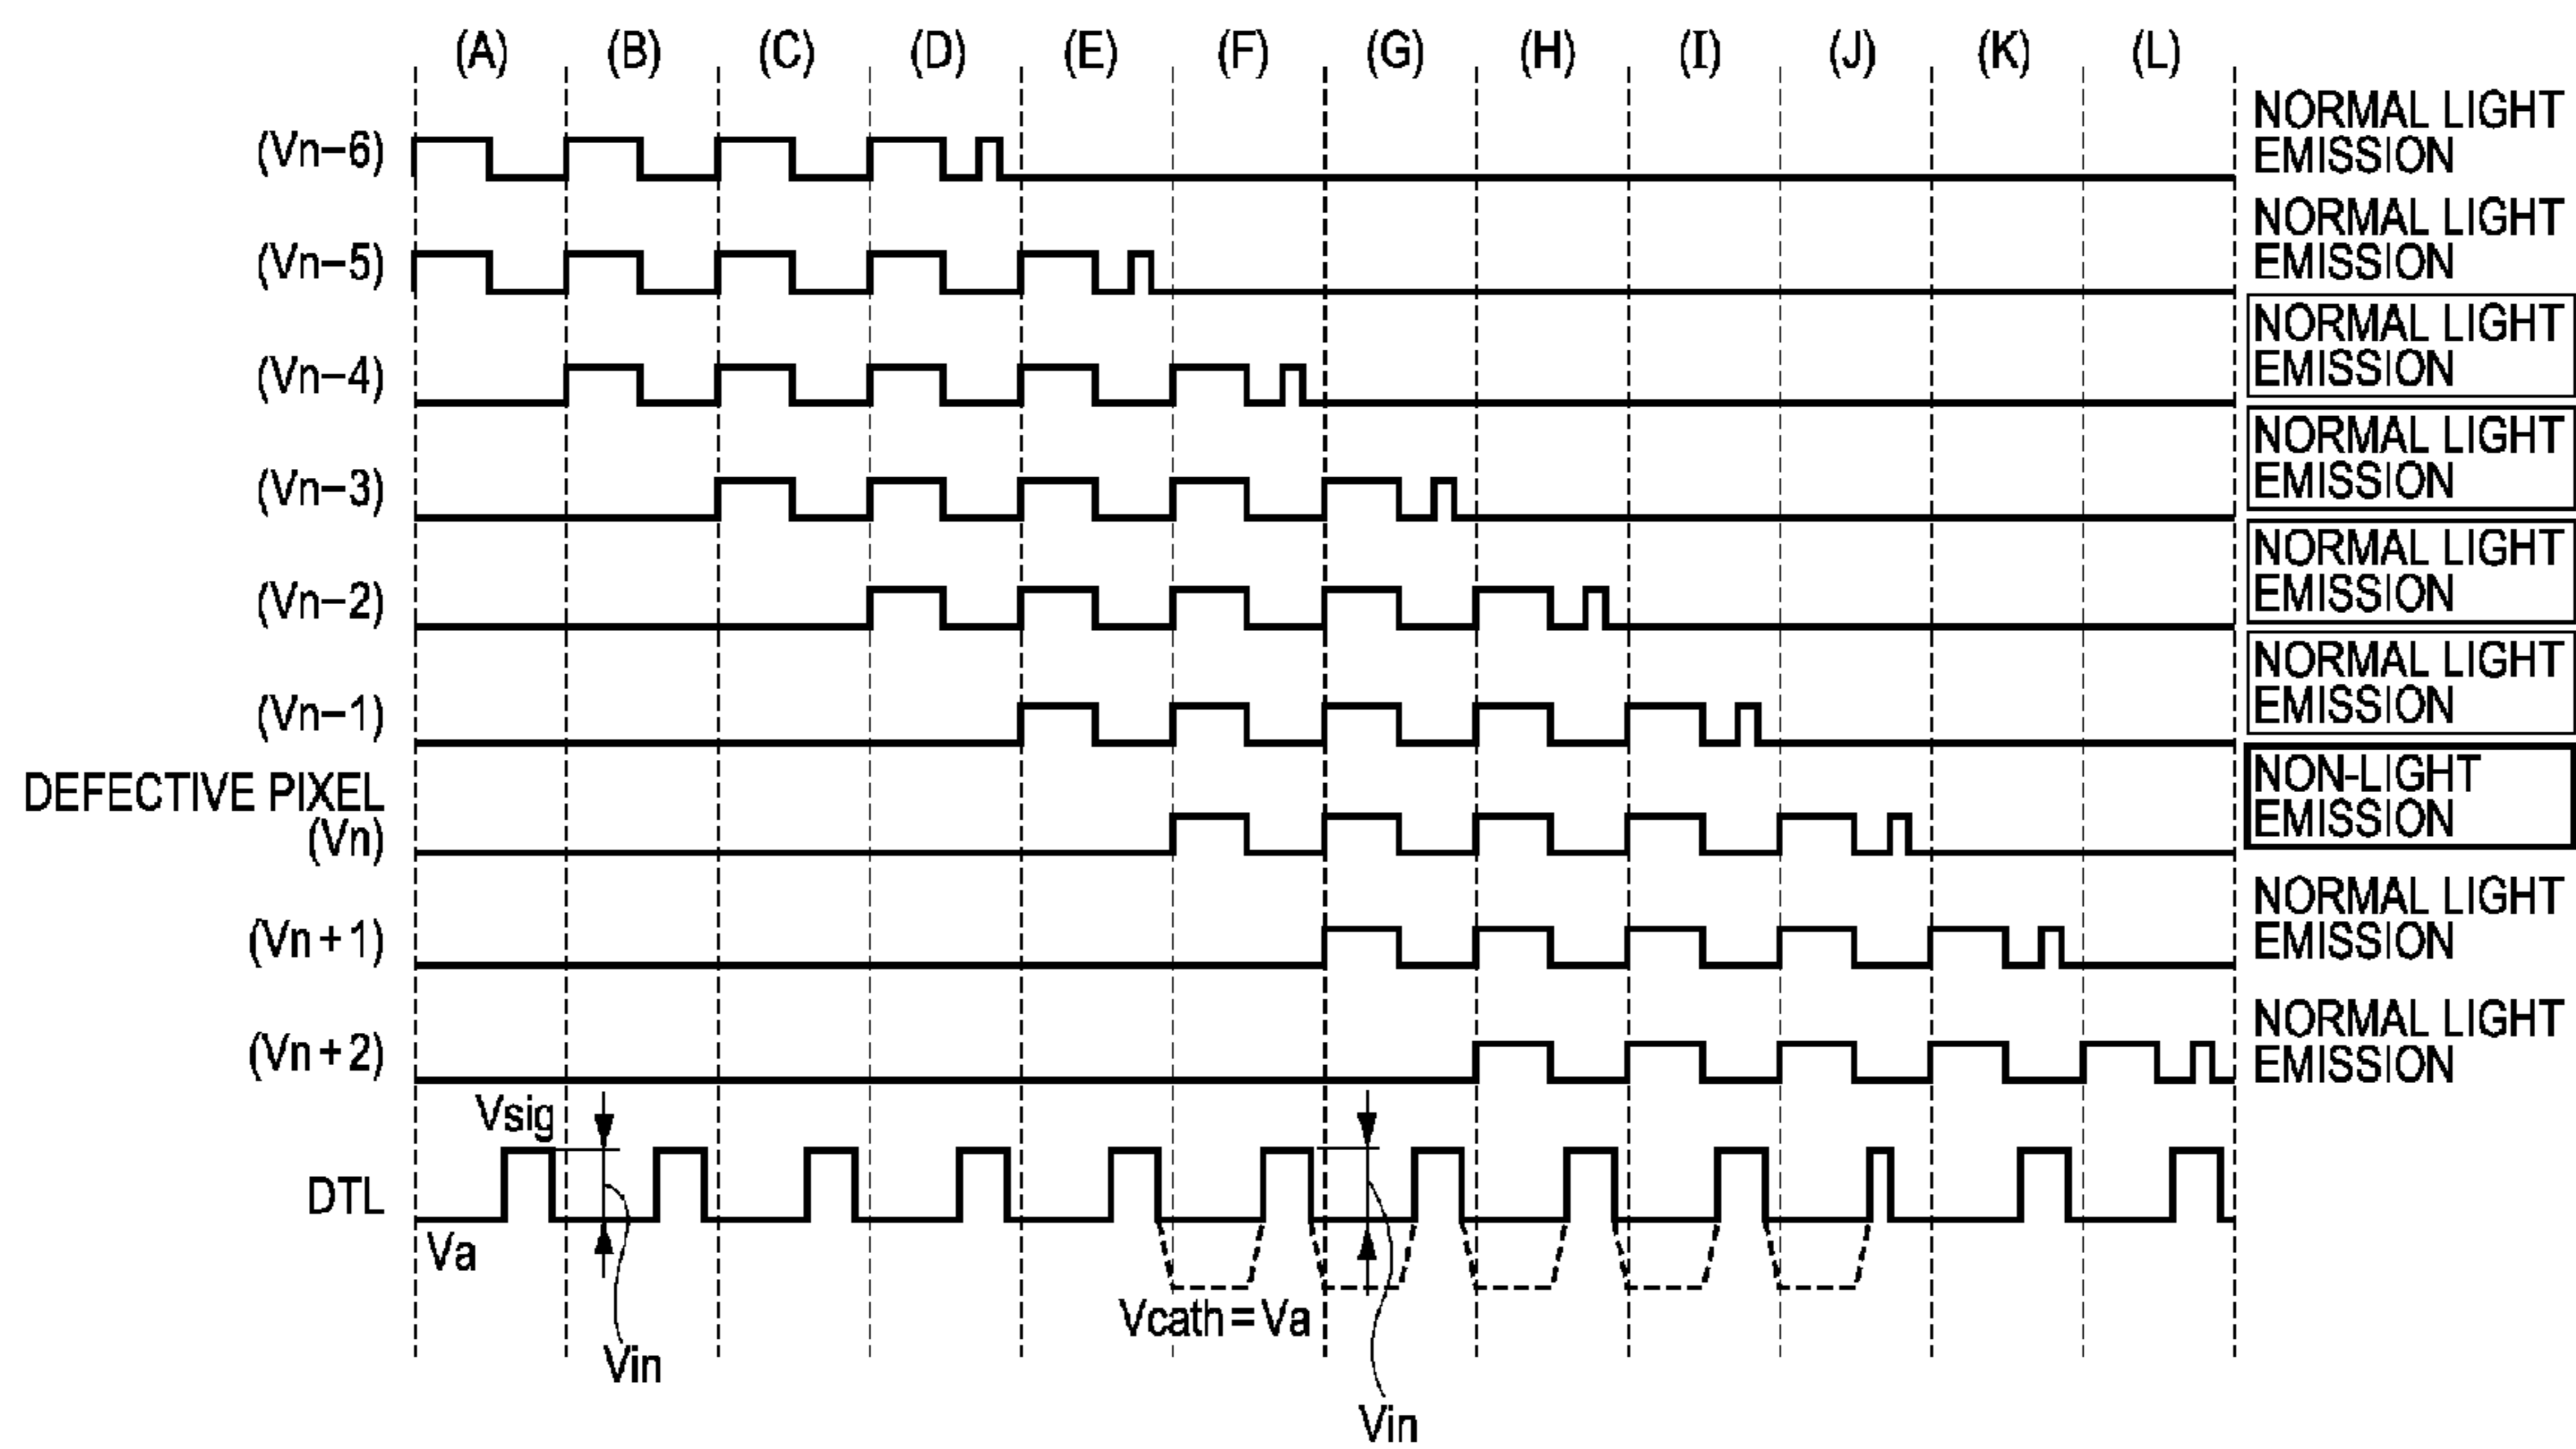 (A) (B) (C) (D) (E) (F) (G) (H) (I) (J) (K) (L)
(Vn−6)
NORMAL LIGHT
EMISSION
(Vn−5)
NORMAL LIGHT
EMISSION
(Vn−4)
NORMAL LIGHT
EMISSION
(Vn−3)
NORMAL LIGHT
EMISSION
(Vn−2)
NORMAL LIGHT
EMISSION
(Vn−1)
NORMAL LIGHT
EMISSION
DEFECTIVE PIXEL
(Vn)
NON-LIGHT
EMISSION
(Vn+1)
NORMAL LIGHT
EMISSION
(Vn+2)
NORMAL LIGHT
EMISSION
Vsig
DTL
Va
Vcath=Va
Vin
Vin